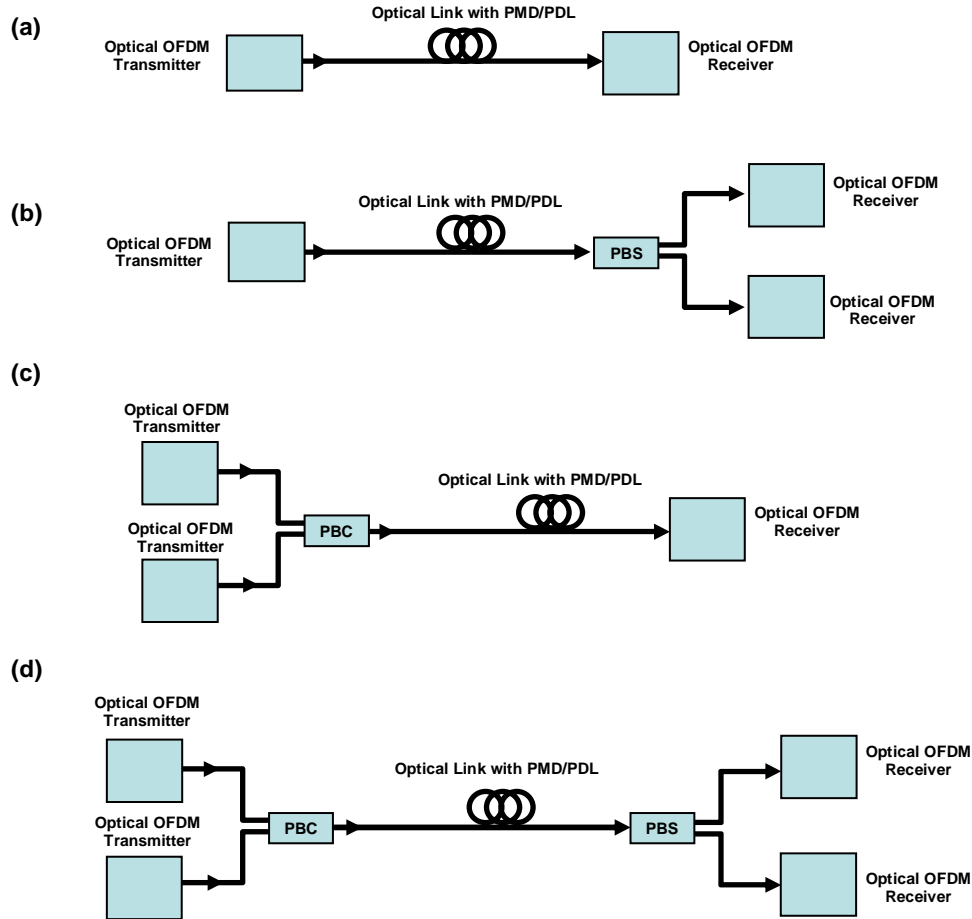 (a)
Optical Link with PMD/PDL
Optical OFDM
Transmitter
Optical OFDM
Receiver
(b)
Optical Link with PMD/PDL
Optical OFDM
Transmitter
PBS
Optical OFDM
Receiver
Optical OFDM
Receiver
(c)
Optical OFDM
Transmitter
Optical OFDM
Transmitter
PBC
Optical Link with PMD/PDL
Optical OFDM
Receiver
(d)
Optical OFDM
Transmitter
Optical OFDM
Transmitter
PBC
Optical Link with PMD/PDL
PBS
Optical OFDM
Receiver
Optical OFDM
Receiver